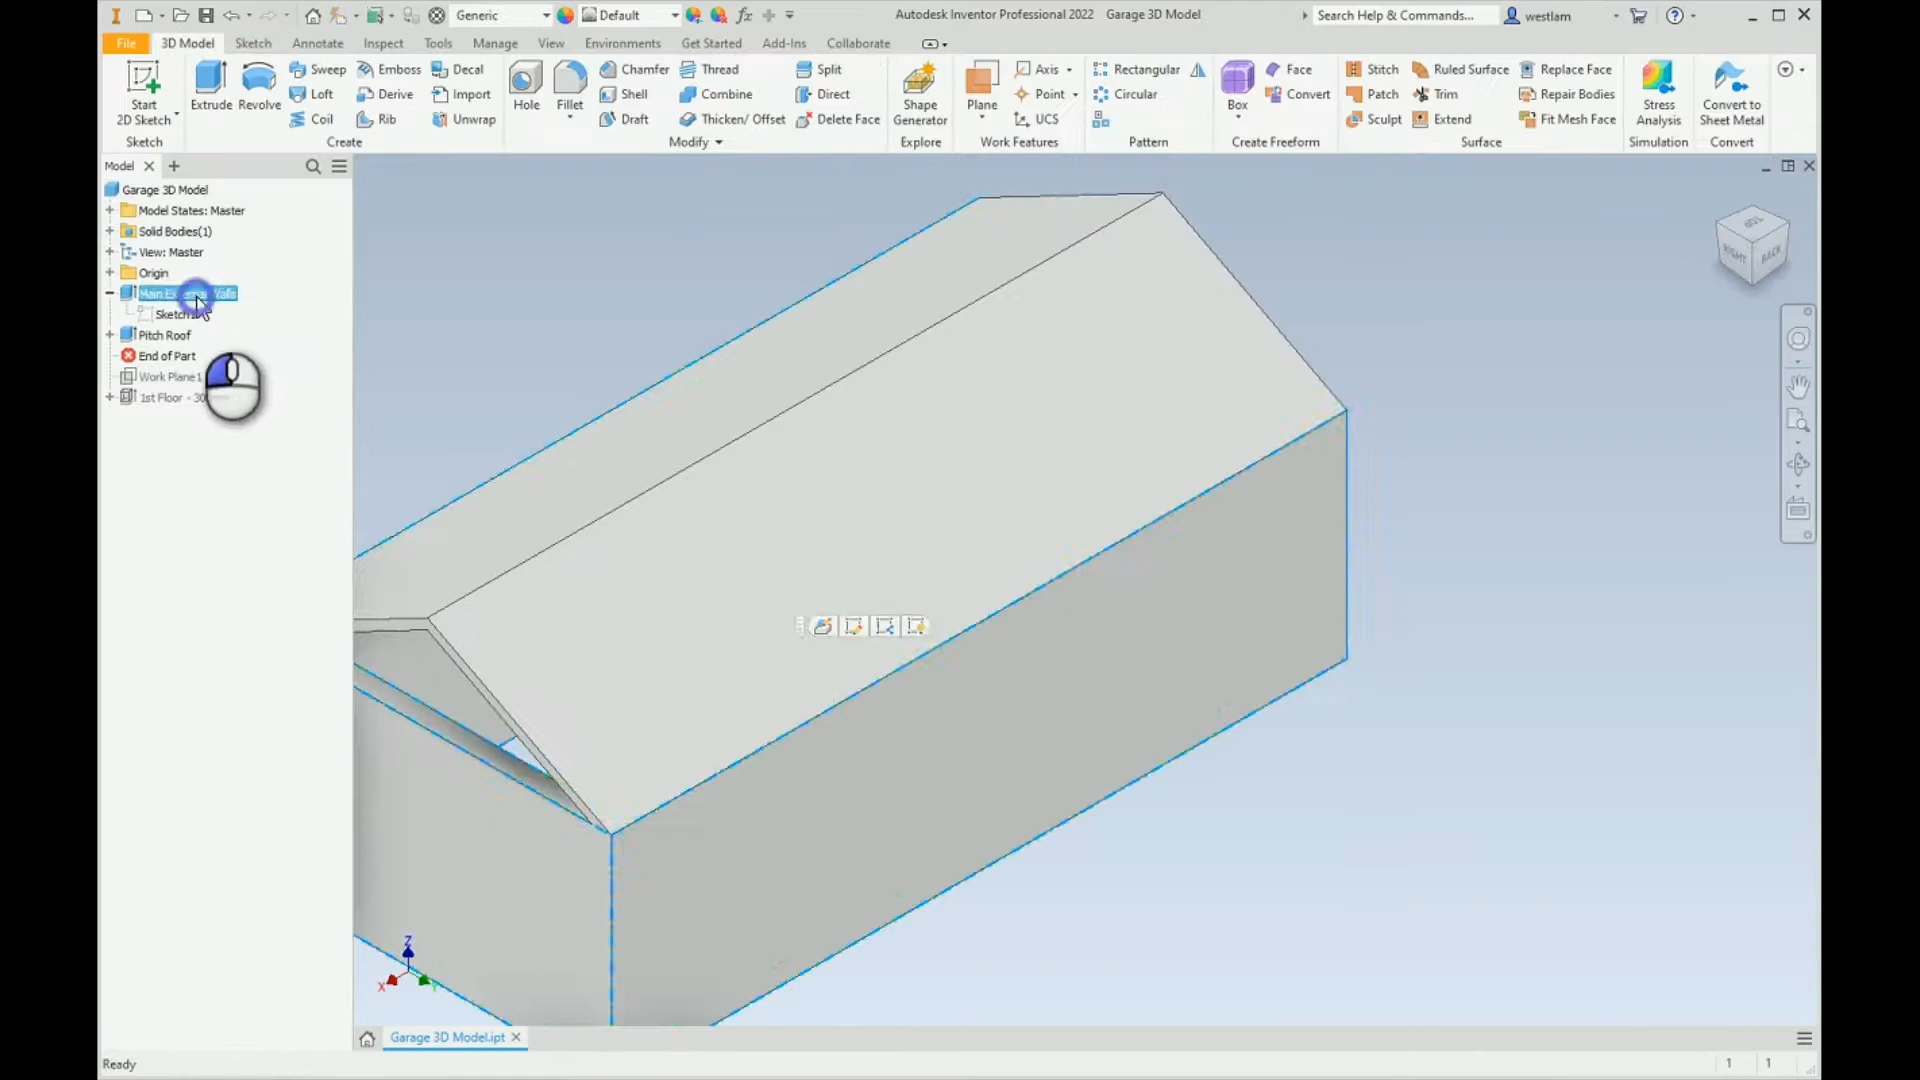 Generic Default Autodesk Inventor Professional 2022 Garage 3D Model Search Help & Commands... westlam
File 3D Model Sketch Annotate Inspect Tools Manage View Environments Get Started Add-Ins Collaborate
Start 2D Sketch Extrude Revolve Sweep Emboss Decal
Loft Derive Import
Coil Rib Unwrap
Hole Fillet Chamfer Thread Split
Shell Combine Direct
Draft Thicken/ Offset Delete Face
Shape Generator Plane Axis
Point
UCS
Rectangular
Circular
Box Face
Convert
Stitch Ruled Surface Replace Face
Patch Trim Repair Bodies
Sculpt Extend Fit Mesh Face
Stress Analysis Convert to Sheet Metal
Sketch Create Modify Explore Work Features Pattern Create Freeform Surface Simulation Convert
Model
Garage 3D Model
Model States: Master
Solid Bodies(1)
View: Master
Origin
Main
Pitch Roof
End of Part
Work Plane1
1st Floor - 30
TOP
RIGHT BACK
Z
X Y
Garage 3D Model.ipt
Ready 1 1